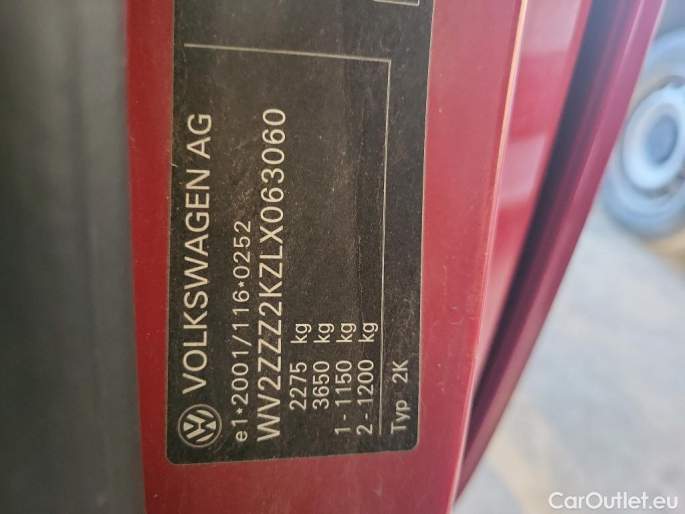 VOLKSWAGEN AG
e1*2001/116*0252
WV2ZZZ2KZLX063060
2275 kg
3650 kg
1 - 1150 kg
2 - 1200 kg
Typ 2K
CarOutlet.eu